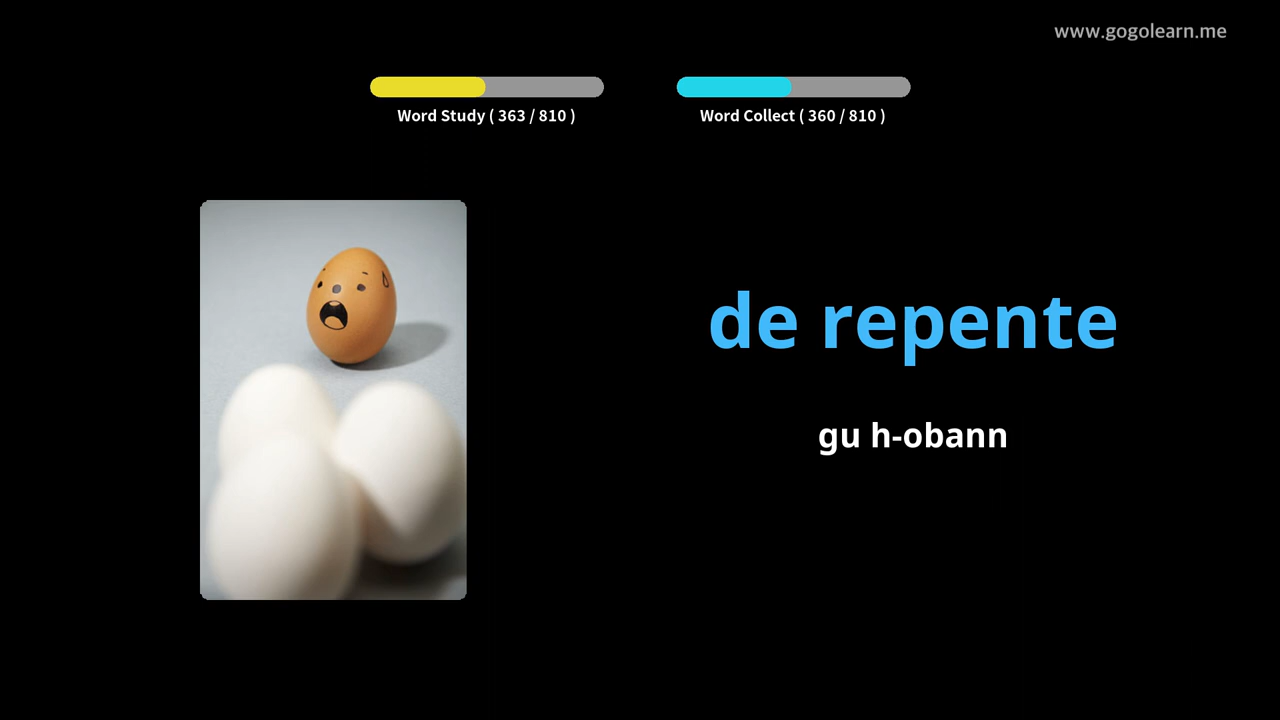 www.gogolearn.me
Word Study ( 363 / 810 )
Word Collect ( 360 / 810 )
de repente
gu h-obann